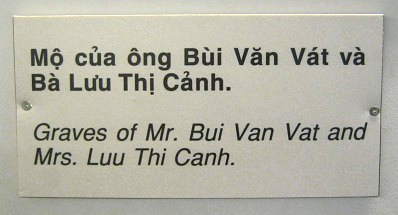 Mộ của ông Bùi Văn Vát và
Bà Lưu Thị Cảnh.
Graves of Mr. Bui Van Vat and
Mrs. Luu Thi Canh.